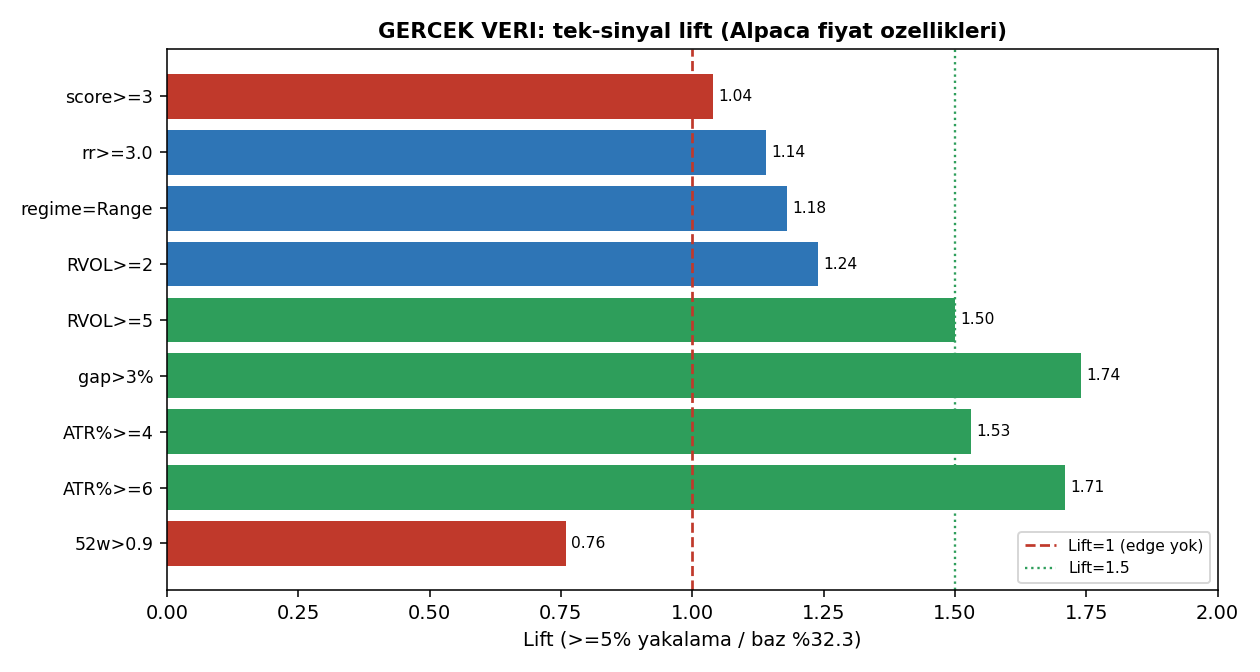 GERCEK VERI: tek-sinyal lift (Alpaca fiyat ozellikleri)
score>=3 1.04
rr>=3.0 1.14
regime=Range 1.18
RVOL>=2 1.24
RVOL>=5 1.50
gap>3% 1.74
ATR%>=4 1.53
ATR%>=6 1.71
52w>0.9 0.76
Lift=1 (edge yok)
Lift=1.5
0.00 0.25 0.50 0.75 1.00 1.25 1.50 1.75 2.00
Lift (>=5% yakalama / baz %32.3)